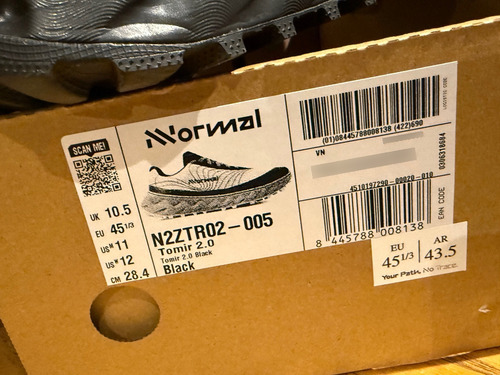 SCAN ME!
UK 10.5
EU 45 1/3
US M 11
US W 12
CM 28.4
NNormal
N2ZTR02-005
Tomir 2.0
Tomir 2.0 Black
Black
(01)08445788008138 (422)690
VN
4510197290-00020-010
8 445788 008138
EAN CODE
0306318684
EU
45 1/3
AR
43.5
Your Path, No Trace.